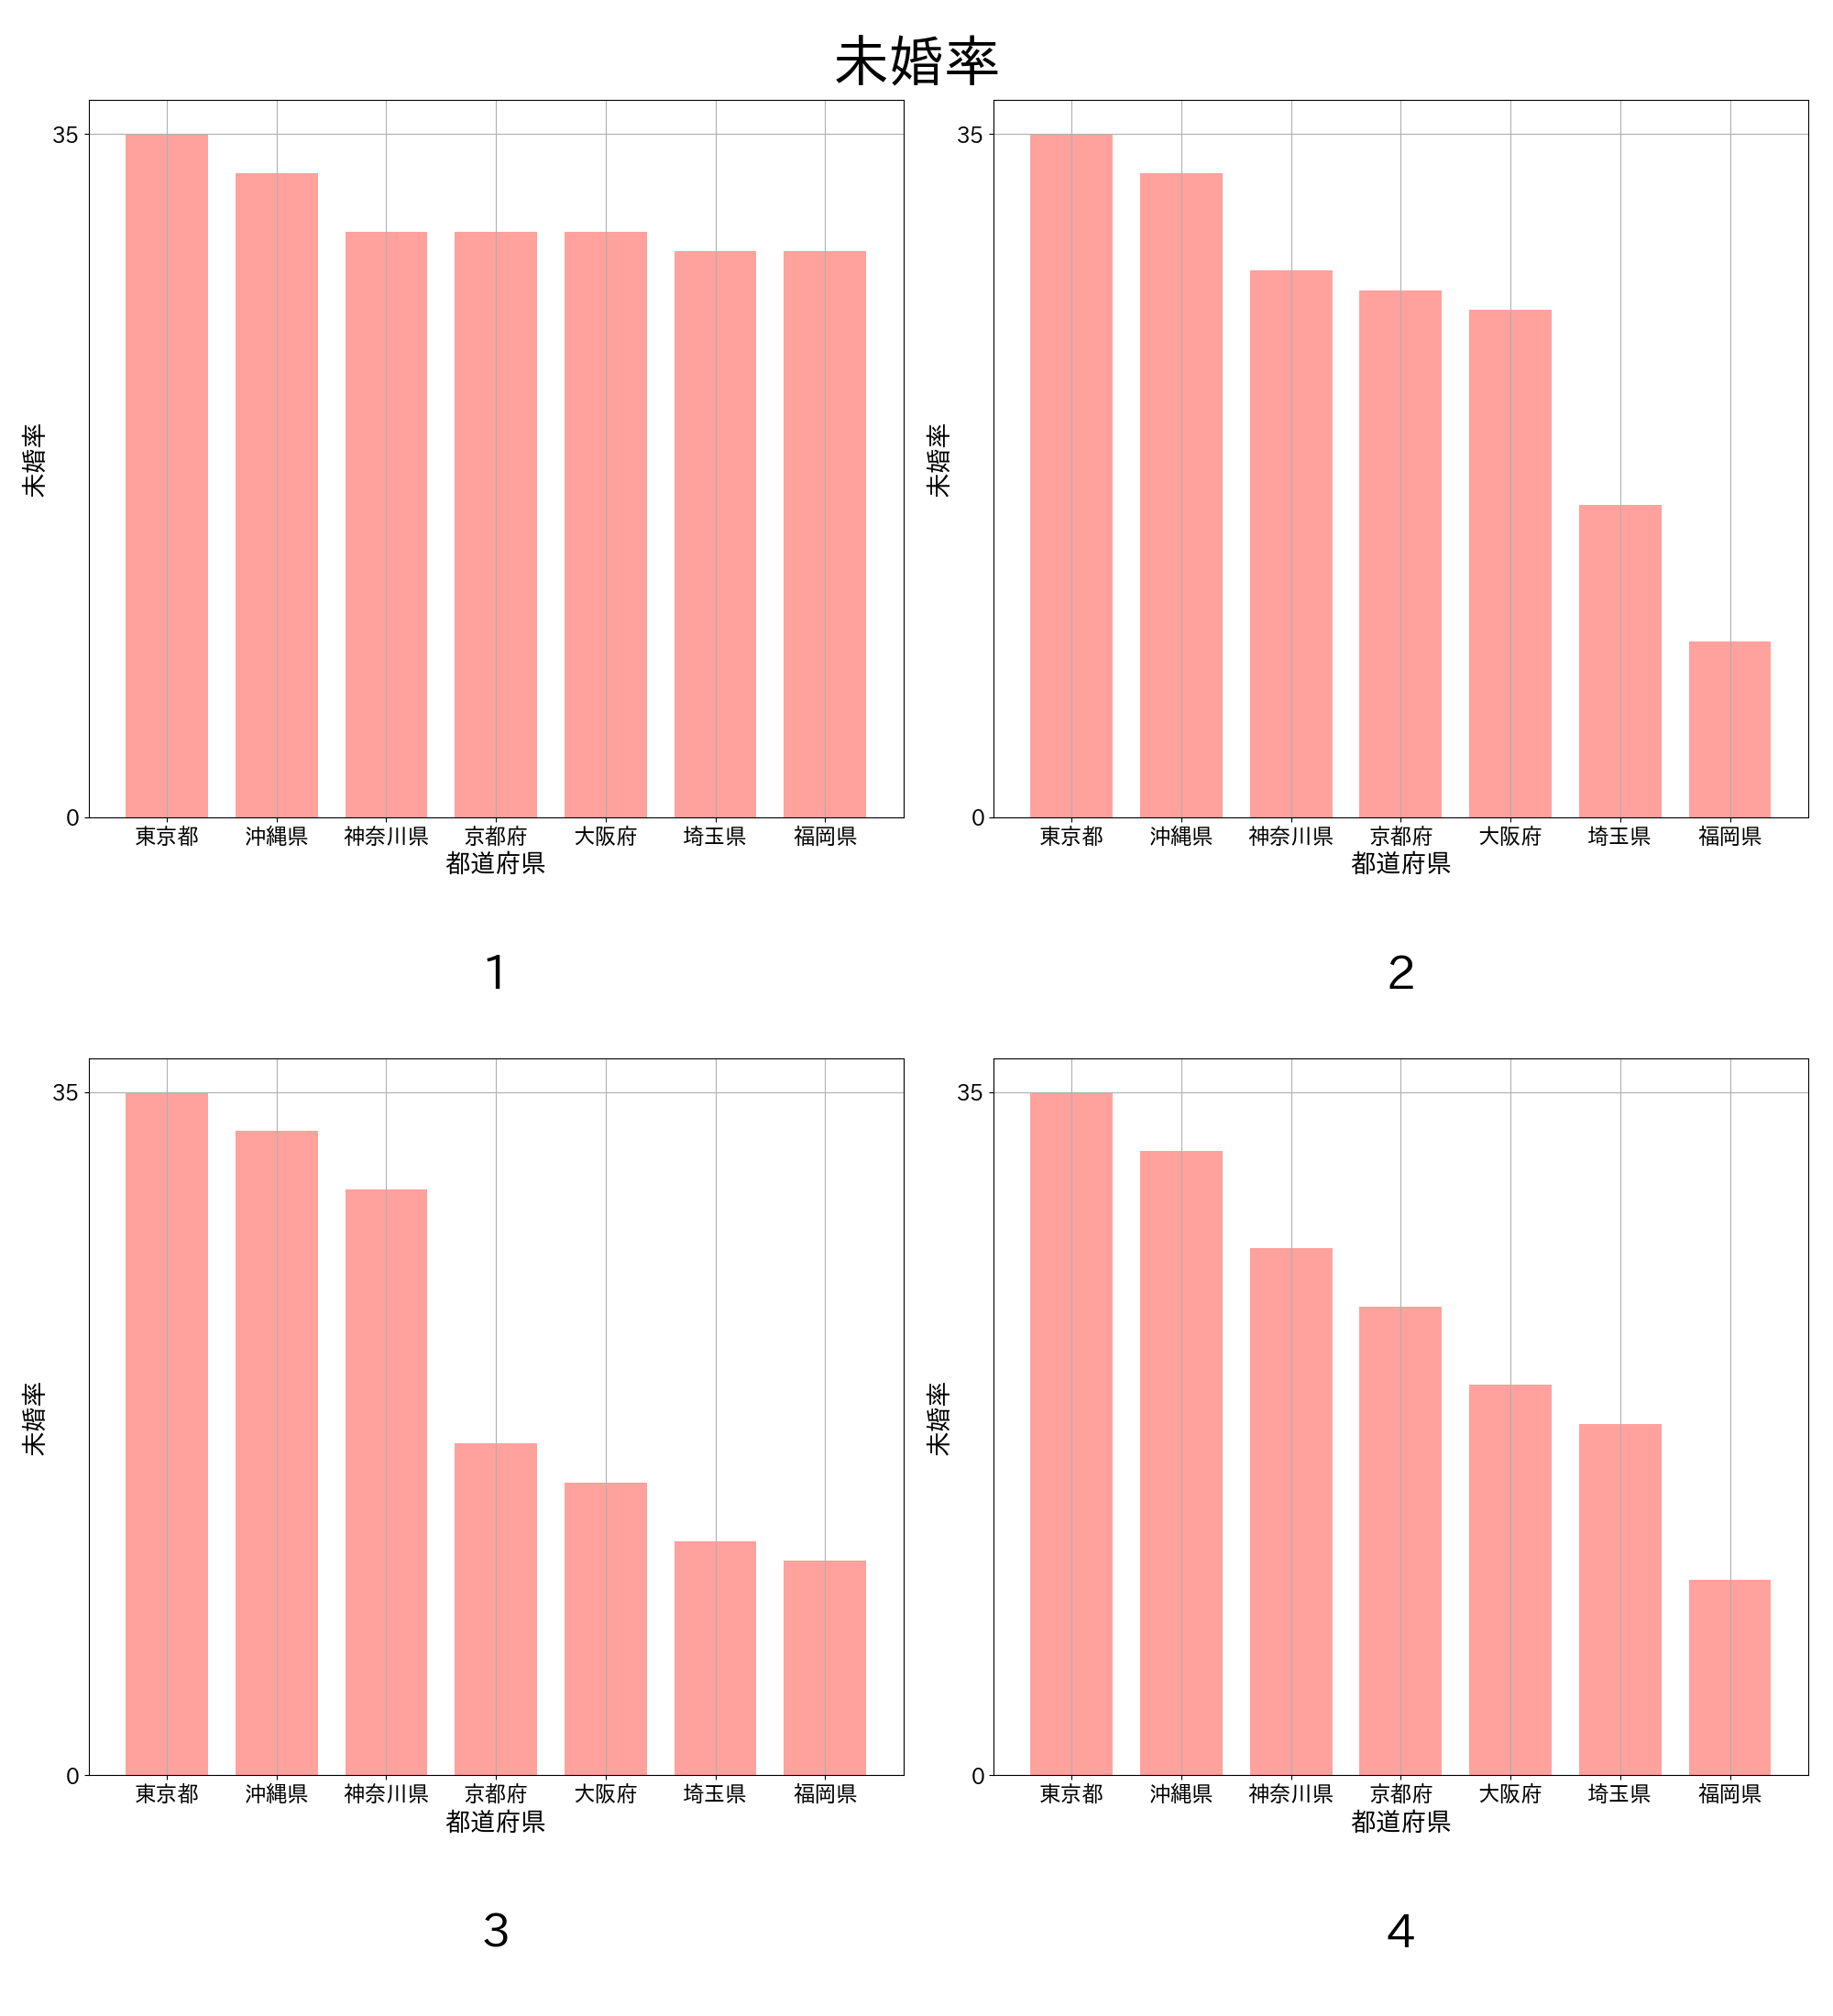 未婚率
35
0
未婚率
東京都 沖縄県 神奈川県 京都府 大阪府 埼玉県 福岡県
都道府県
1
35
0
未婚率
東京都 沖縄県 神奈川県 京都府 大阪府 埼玉県 福岡県
都道府県
2
35
0
未婚率
東京都 沖縄県 神奈川県 京都府 大阪府 埼玉県 福岡県
都道府県
3
35
0
未婚率
東京都 沖縄県 神奈川県 京都府 大阪府 埼玉県 福岡県
都道府県
4